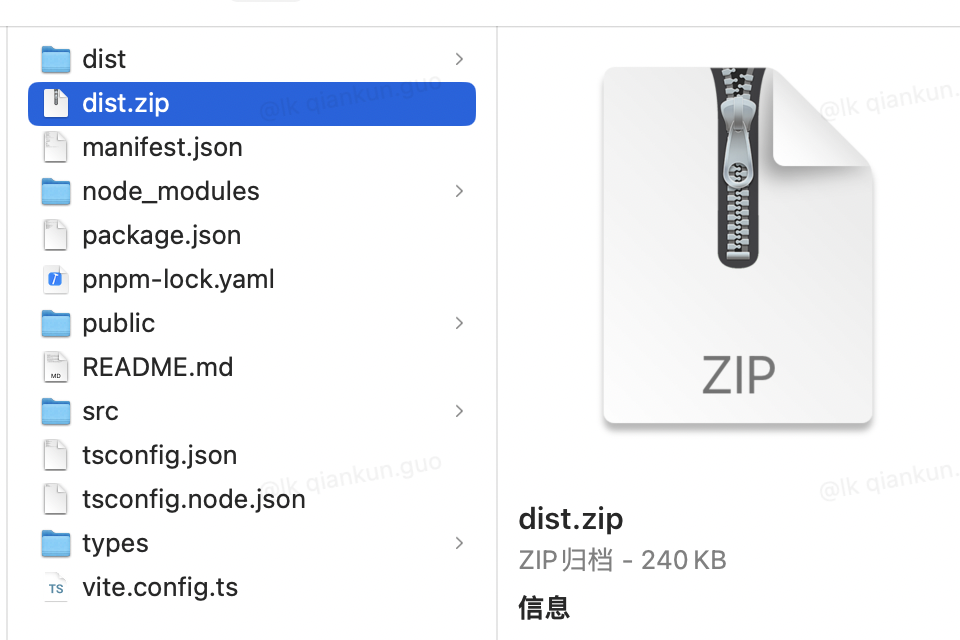 dist
dist.zip
manifest.json
node_modules
package.json
pnpm-lock.yaml
public
README.md
src
tsconfig.json
tsconfig.node.json
types
vite.config.ts
MD
TS
ZIP
dist.zip
ZIP归档 - 240 KB
信息
@lk qiankun.guo
@lk qiankun.
@lk qiankun.guo
@lk qiankun.